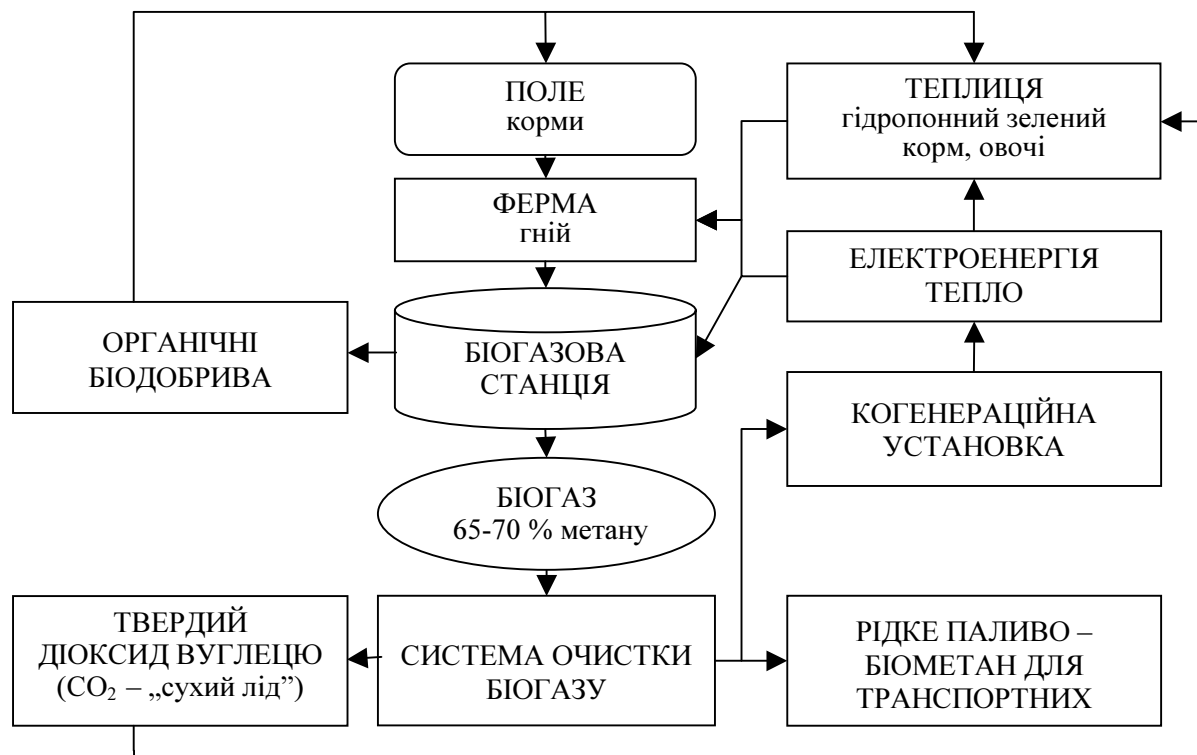 ПОЛЕ
корми
ТЕПЛИЦЯ
гідропонний зелений
корм, овочі
ФЕРМА
гній
ЕЛЕКТРОЕНЕРГІЯ
ТЕПЛО
ОРГАНІЧНІ
БІОДОБРИВА
БІОГАЗОВА
СТАНЦІЯ
КОГЕНЕРАЦІЙНА
УСТАНОВКА
БІОГАЗ
65-70 % метану
ТВЕРДИЙ
ДІОКСИД ВУГЛЕЦЮ
(CO₂ – „сухий лід”)
СИСТЕМА ОЧИСТКИ
БІОГАЗУ
РІДКЕ ПАЛИВО –
БІОМЕТАН ДЛЯ
ТРАНСПОРТНИХ